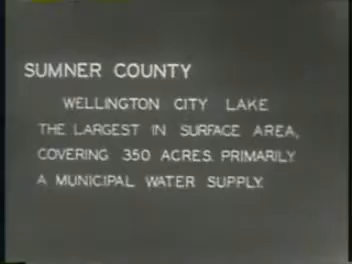 SUMNER COUNTY
WELLINGTON CITY LAKE
THE LARGEST IN SURFACE AREA,
COVERING 350 ACRES. PRIMARILY
A MUNICIPAL WATER SUPPLY.